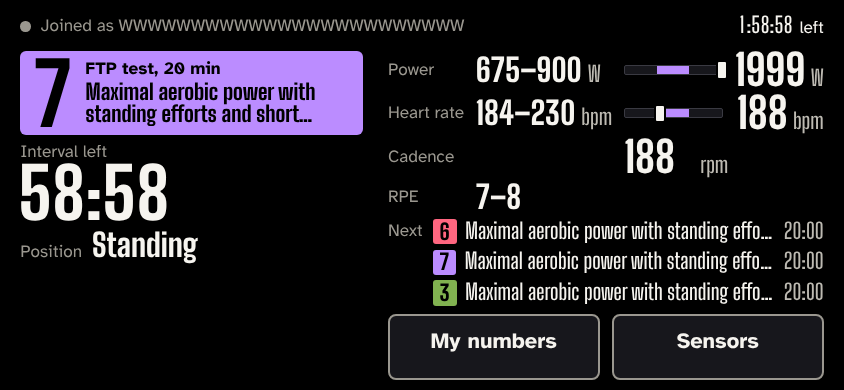 Joined as WWWWWWWWWWWWWWWWWWWWWWWW
1:58:58 left
7
FTP test, 20 min
Maximal aerobic power with
standing efforts and short...
Interval left
58:58
Position Standing
Power 675–900 W 1999 W
Heart rate 184–230 bpm 188 bpm
Cadence 188 rpm
RPE 7–8
Next 6 Maximal aerobic power with standing effo... 20:00
7 Maximal aerobic power with standing effo... 20:00
3 Maximal aerobic power with standing effo... 20:00
My numbers
Sensors